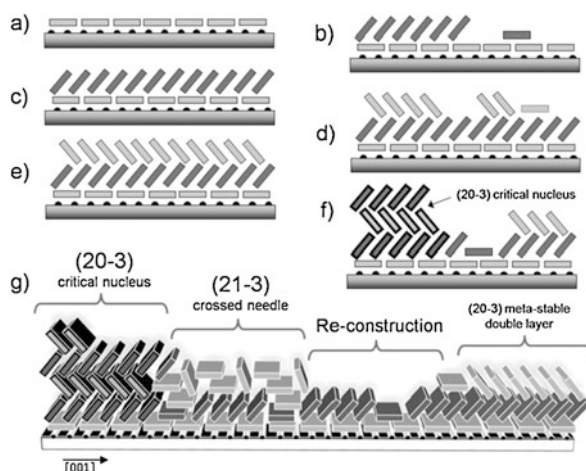 a)
b)
c)
d)
e)
f)
(20-3) critical nucleus
g)
(20-3)
critical nucleus
(21-3)
crossed needle
Re-construction
(20-3) meta-stable
double layer
[001]